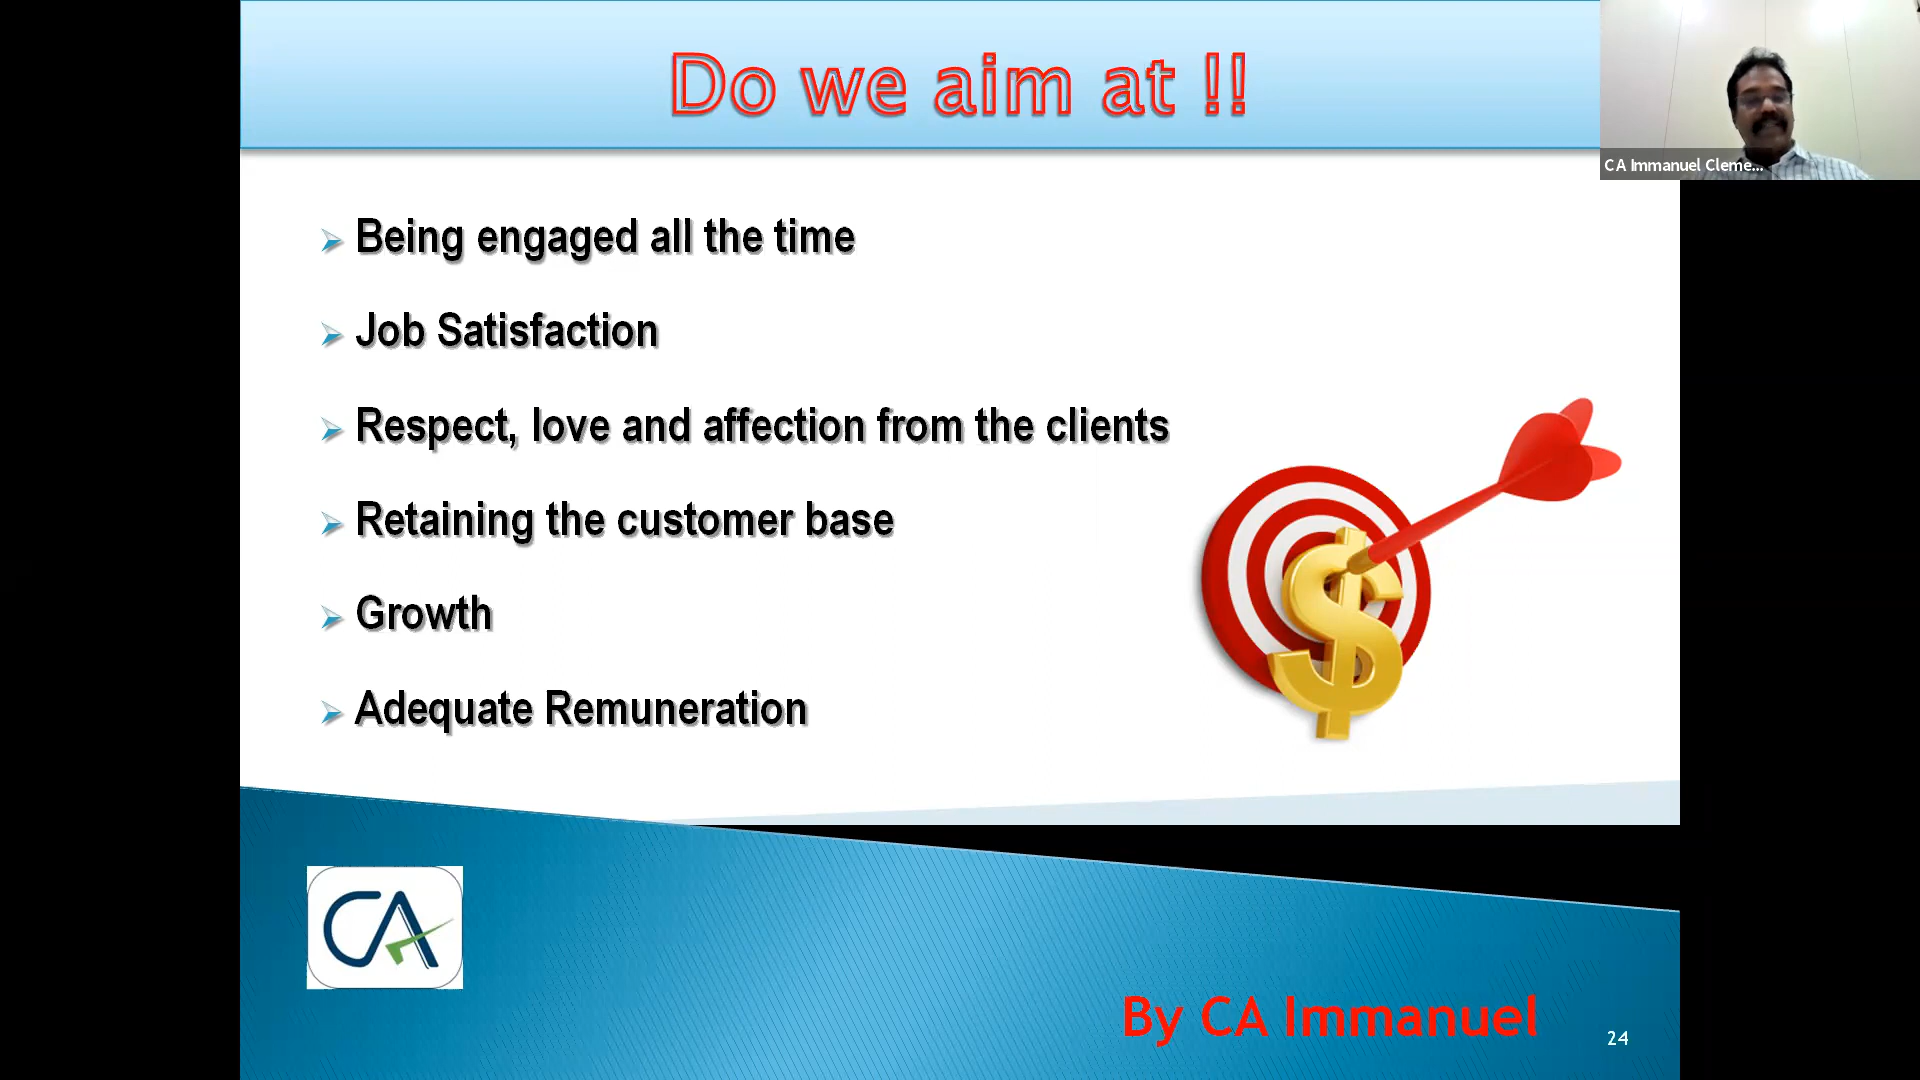 Do we aim at !!
CA Immanuel Cleme...
Being engaged all the time
Job Satisfaction
Respect, love and affection from the clients
Retaining the customer base
Growth
Adequate Remuneration
CA
By CA Immanuel
24